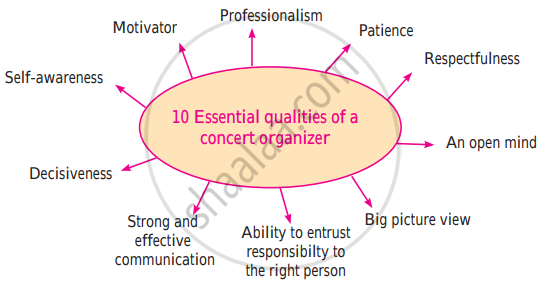 Professionalism
Motivator
Patience
Respectfulness
Self-awareness
10 Essential qualities of a
concert organizer
An open mind
Decisiveness
Big picture view
Strong and
effective
communication
Ability to entrust
responsibilty to
the right person
shaalaa.com